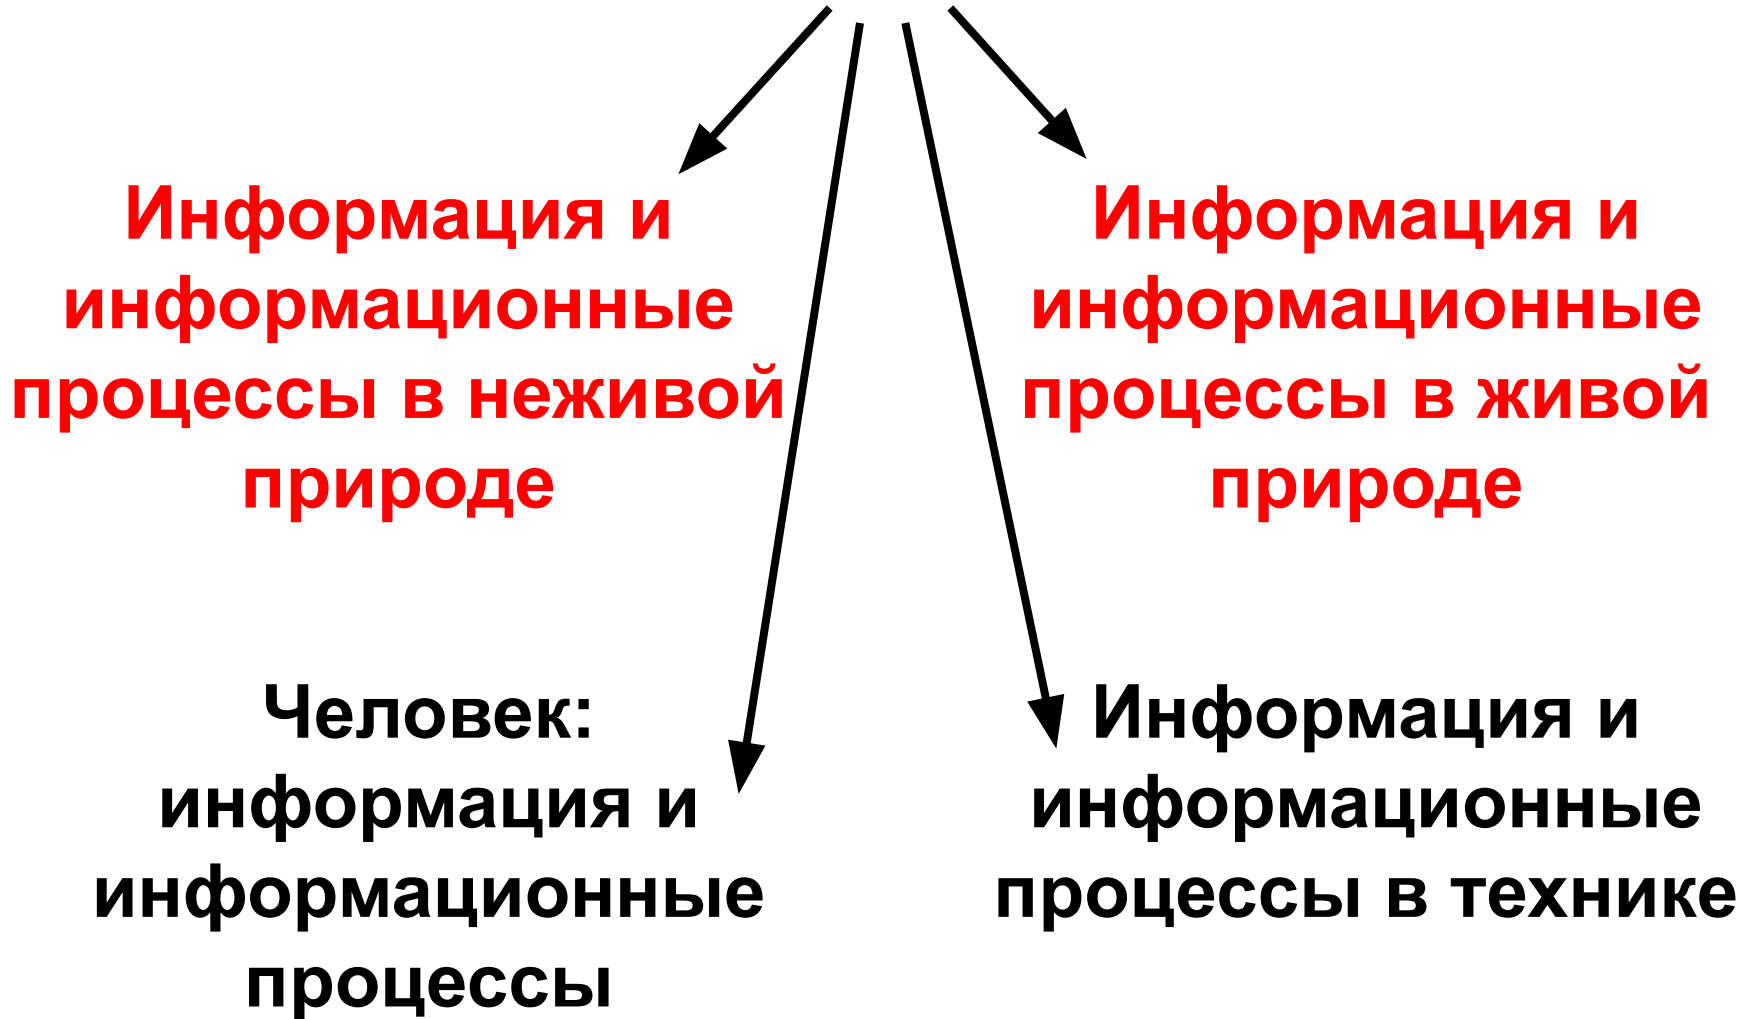 Информация и
информационные
процессы в неживой
природе
Информация и
информационные
процессы в живой
природе
Человек:
информация и
информационные
процессы
Информация и
информационные
процессы в технике